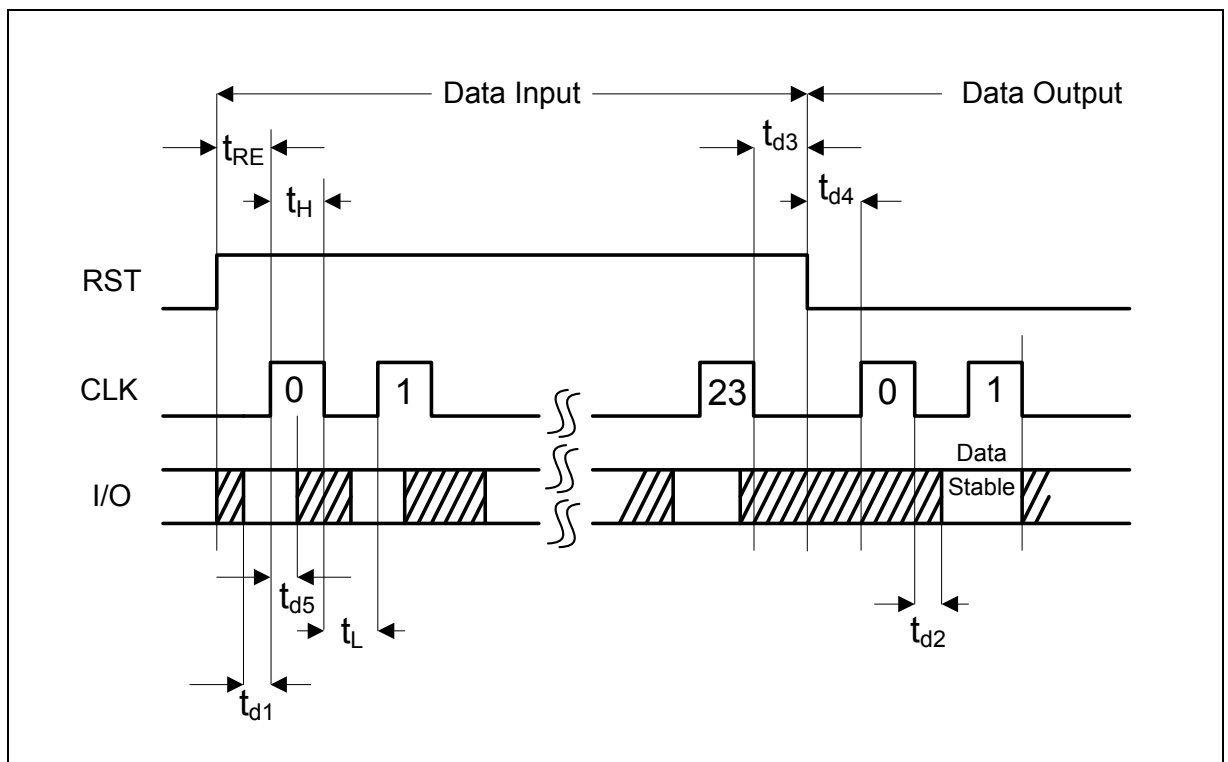 Data Input
Data Output
tRE
td3
tH
td4
RST
CLK
0
1
23
0
1
I/O
Data
Stable
td5
tL
td2
td1